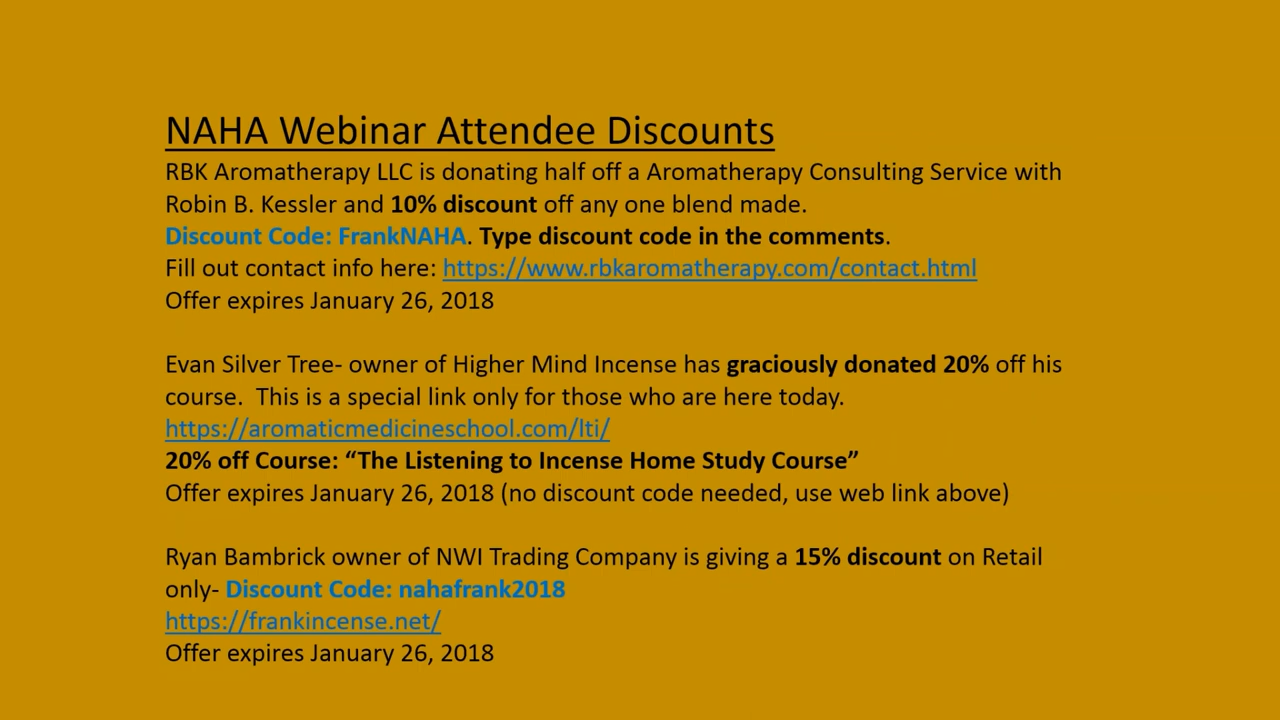 NAHA Webinar Attendee Discounts
RBK Aromatherapy LLC is donating half off a Aromatherapy Consulting Service with
Robin B. Kessler and 10% discount off any one blend made.
Discount Code: FrankNAHA. Type discount code in the comments.
Fill out contact info here: https://www.rbkaromatherapy.com/contact.html
Offer expires January 26, 2018
Evan Silver Tree- owner of Higher Mind Incense has graciously donated 20% off his
course.  This is a special link only for those who are here today.
https://aromaticmedicineschool.com/lti/
20% off Course: “The Listening to Incense Home Study Course”
Offer expires January 26, 2018 (no discount code needed, use web link above)
Ryan Bambrick owner of NWI Trading Company is giving a 15% discount on Retail
only- Discount Code: nahafrank2018
https://frankincense.net/
Offer expires January 26, 2018